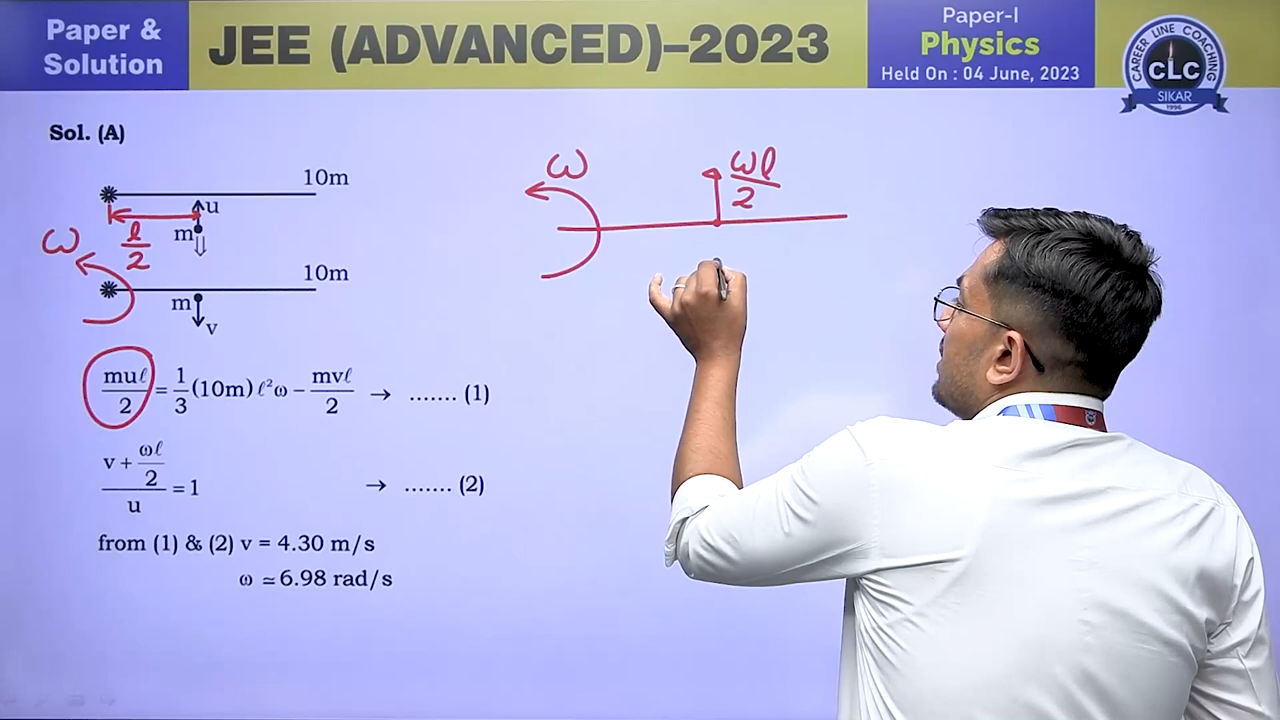 Paper &
Solution
JEE (ADVANCED)–2023
Paper-I
Physics
Held On : 04 June, 2023
CAREER LINE COACHING
CLC
SIKAR
1996
Sol. (A)
10m
u
m
ω
ℓ/2
10m
m
v
muℓ/2 = 1/3 (10m) ℓ²ω – mvℓ/2 → ....... (1)
(v + ωℓ/2)/u = 1 → ....... (2)
from (1) & (2) v = 4.30 m/s
ω ≃ 6.98 rad/s
ω
ωℓ/2